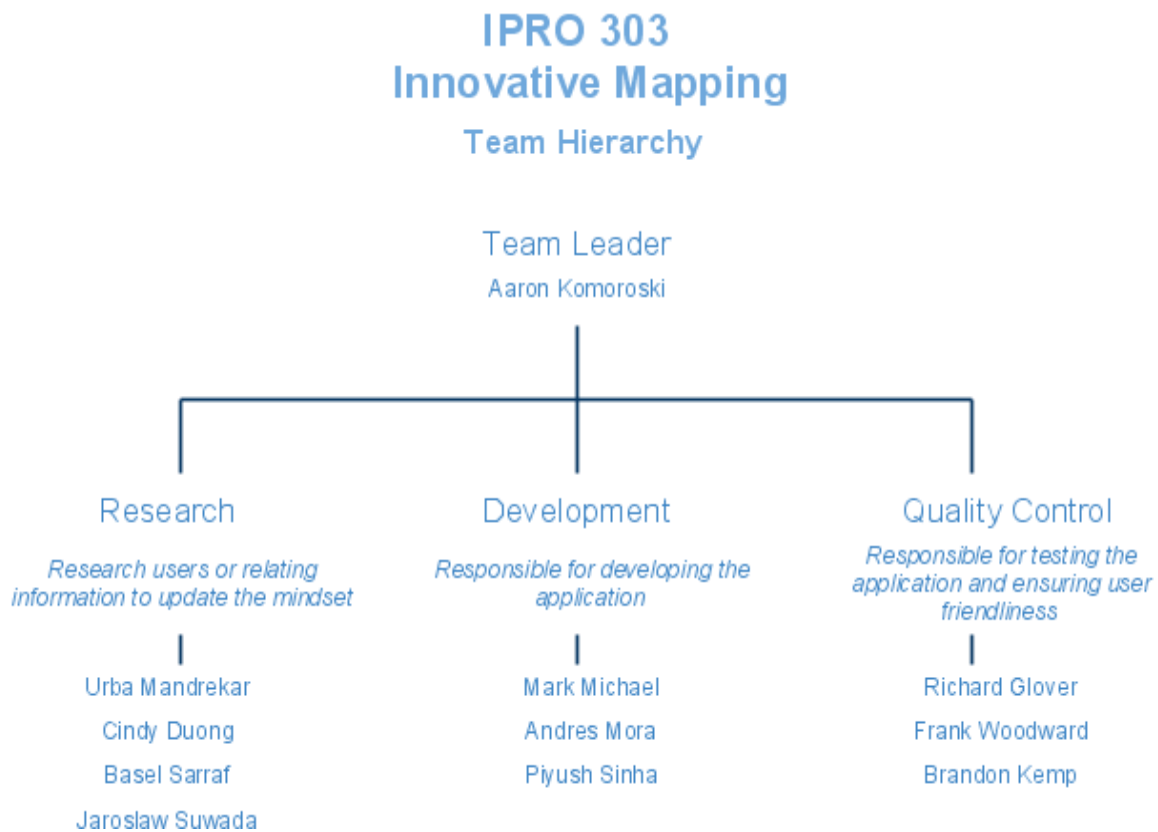 IPRO 303
Innovative Mapping
Team Hierarchy
Team Leader
Aaron Komoroski
Research
Research users or relating
information to update the mindset
Urba Mandrekar
Cindy Duong
Basel Sarraf
Jaroslaw Suwada
Development
Responsible for developing the
application
Mark Michael
Andres Mora
Piyush Sinha
Quality Control
Responsible for testing the
application and ensuring user
friendliness
Richard Glover
Frank Woodward
Brandon Kemp